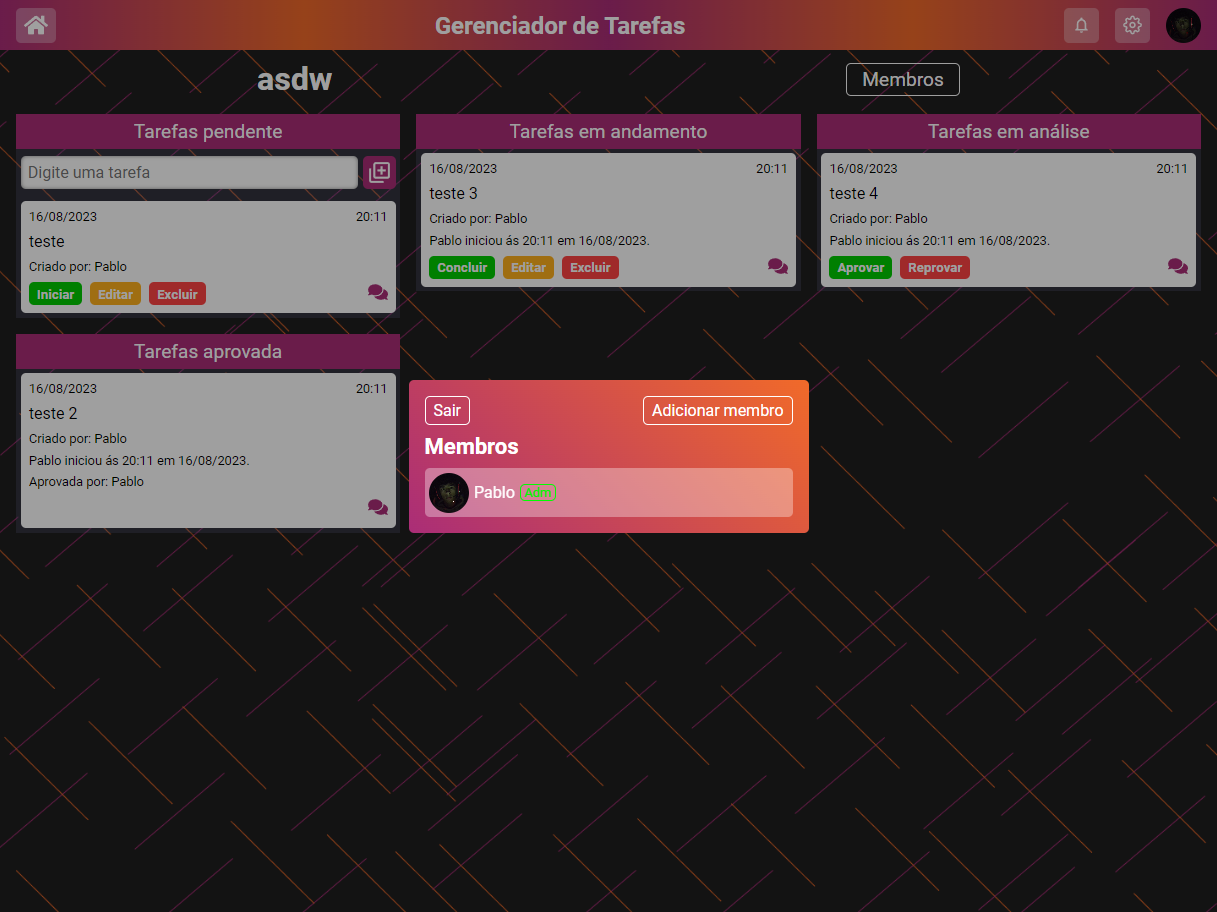 Gerenciador de Tarefas
asdw
Membros
Tarefas pendente
Digite uma tarefa
16/08/2023 20:11
teste
Criado por: Pablo
Iniciar Editar Excluir
Tarefas em andamento
16/08/2023 20:11
teste 3
Criado por: Pablo
Pablo iniciou ás 20:11 em 16/08/2023.
Concluir Editar Excluir
Tarefas em análise
16/08/2023 20:11
teste 4
Criado por: Pablo
Pablo iniciou ás 20:11 em 16/08/2023.
Aprovar Reprovar
Tarefas aprovada
16/08/2023 20:11
teste 2
Criado por: Pablo
Pablo iniciou ás 20:11 em 16/08/2023.
Aprovada por: Pablo
Sair Adicionar membro
Membros
Pablo Adm